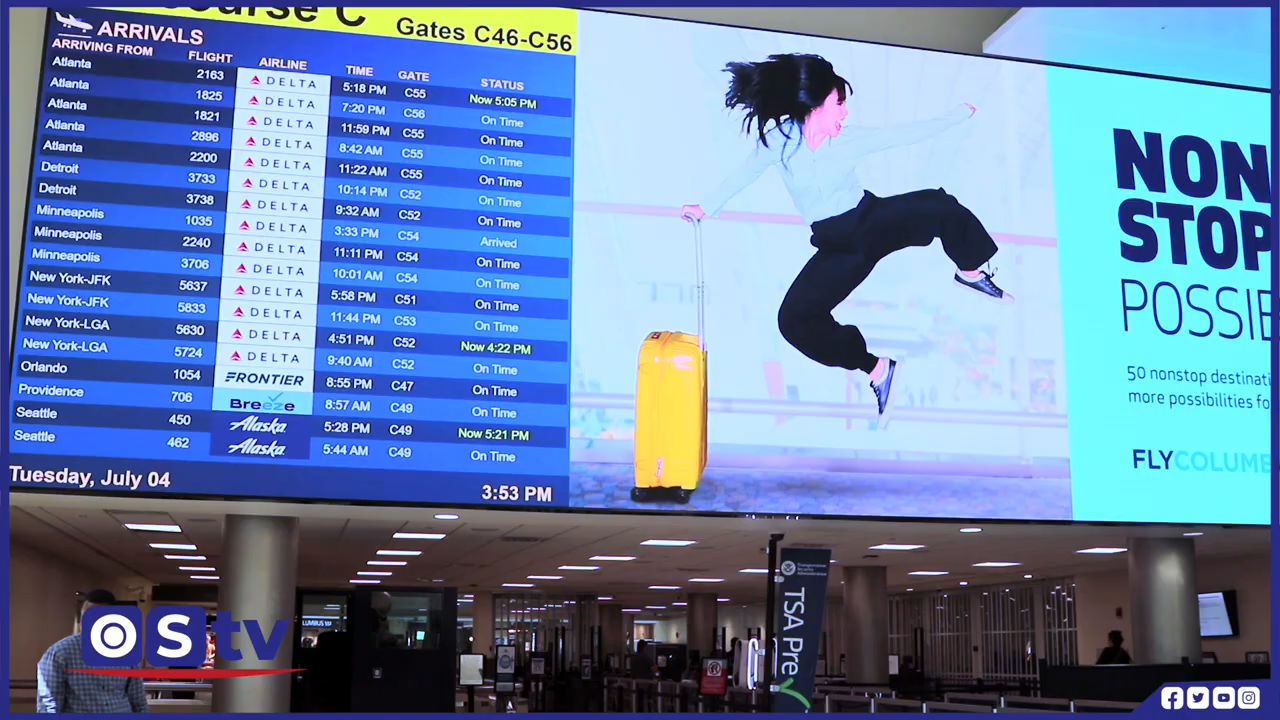 ourse C
Gates C46-C56
ARRIVALS
ARRIVING FROM FLIGHT AIRLINE TIME GATE STATUS
Atlanta 2163 DELTA 5:18 PM C55 Now 5:05 PM
Atlanta 1825 DELTA 7:20 PM C56 On Time
Atlanta 1821 DELTA 11:59 PM C55 On Time
Atlanta 2896 DELTA 8:42 AM C55 On Time
Atlanta 2200 DELTA 11:22 AM C55 On Time
Detroit 3733 DELTA 10:14 PM C52 On Time
Detroit 3738 DELTA 9:32 AM C52 On Time
Minneapolis 1035 DELTA 3:33 PM C54 Arrived
Minneapolis 2240 DELTA 11:11 PM C54 On Time
Minneapolis 3706 DELTA 10:01 AM C54 On Time
New York-JFK 5637 DELTA 5:58 PM C51 On Time
New York-JFK 5833 DELTA 11:44 PM C53 On Time
New York-LGA 5630 DELTA 4:51 PM C52 Now 4:22 PM
New York-LGA 5724 DELTA 9:40 AM C52 On Time
Orlando 1054 FRONTIER 8:55 PM C47 On Time
Providence 706 Breeze 8:57 AM C49 On Time
Seattle 450 Alaska 5:28 PM C49 Now 5:21 PM
Seattle 462 Alaska 5:44 AM C49 On Time
Tuesday, July 04 3:53 PM
NON
STOP
POSSIB
50 nonstop destinati
more possibilities fo
FLYCOLUMB
TSA Pre
OStv